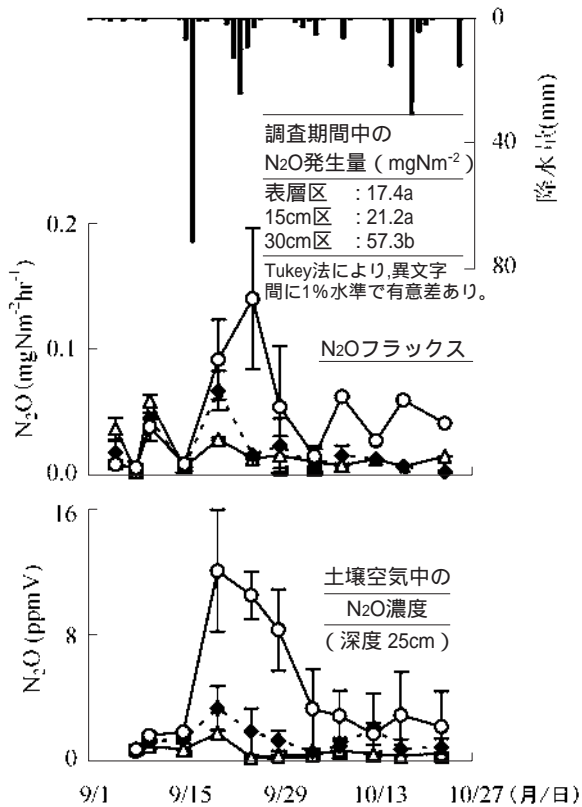 0
40
80
降水量(mm)
調査期間中の
N2O発生量（mgNm-2）
表層区 : 17.4a
15cm区 : 21.2a
30cm区 : 57.3b
Tukey法により,異文字
間に1%水準で有意差あり。
0.2
0.1
0.0
N2O (mgNm-2hr-1)
N2Oフラックス
16
8
0
N2O (ppmV)
土壌空気中の
N2O濃度
(深度 25cm)
9/1 9/15 9/29 10/13 10/27 (月/日)